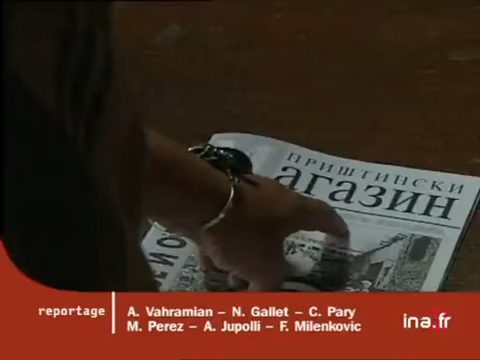 ПРИШТИНСКИ
агазин
reportage
A. Vahramian – N. Gallet – C. Pary
M. Perez – A. Jupolli – F. Milenkovic
ina.fr